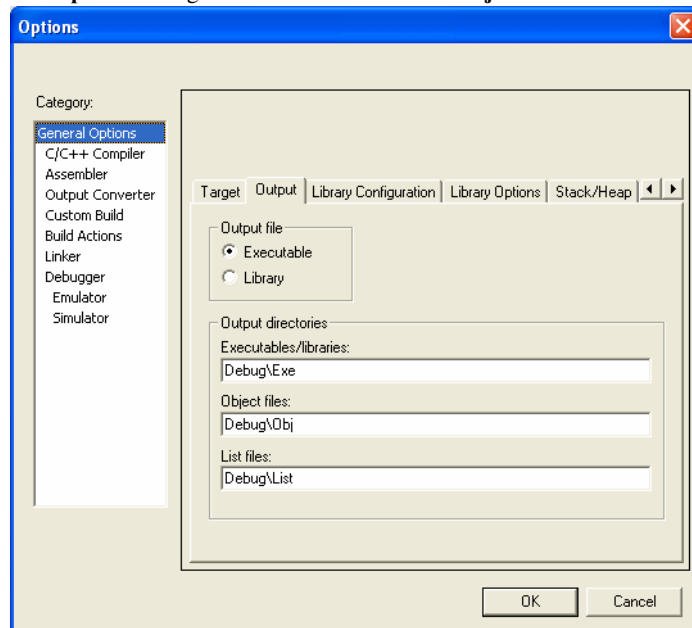 Options
Category:
General Options
C/C++ Compiler
Assembler
Output Converter
Custom Build
Build Actions
Linker
Debugger
Emulator
Simulator
Target Output Library Configuration Library Options Stack/Heap
Output file
Executable
Library
Output directories
Executables/libraries:
Debug\Exe
Object files:
Debug\Obj
List files:
Debug\List
OK Cancel